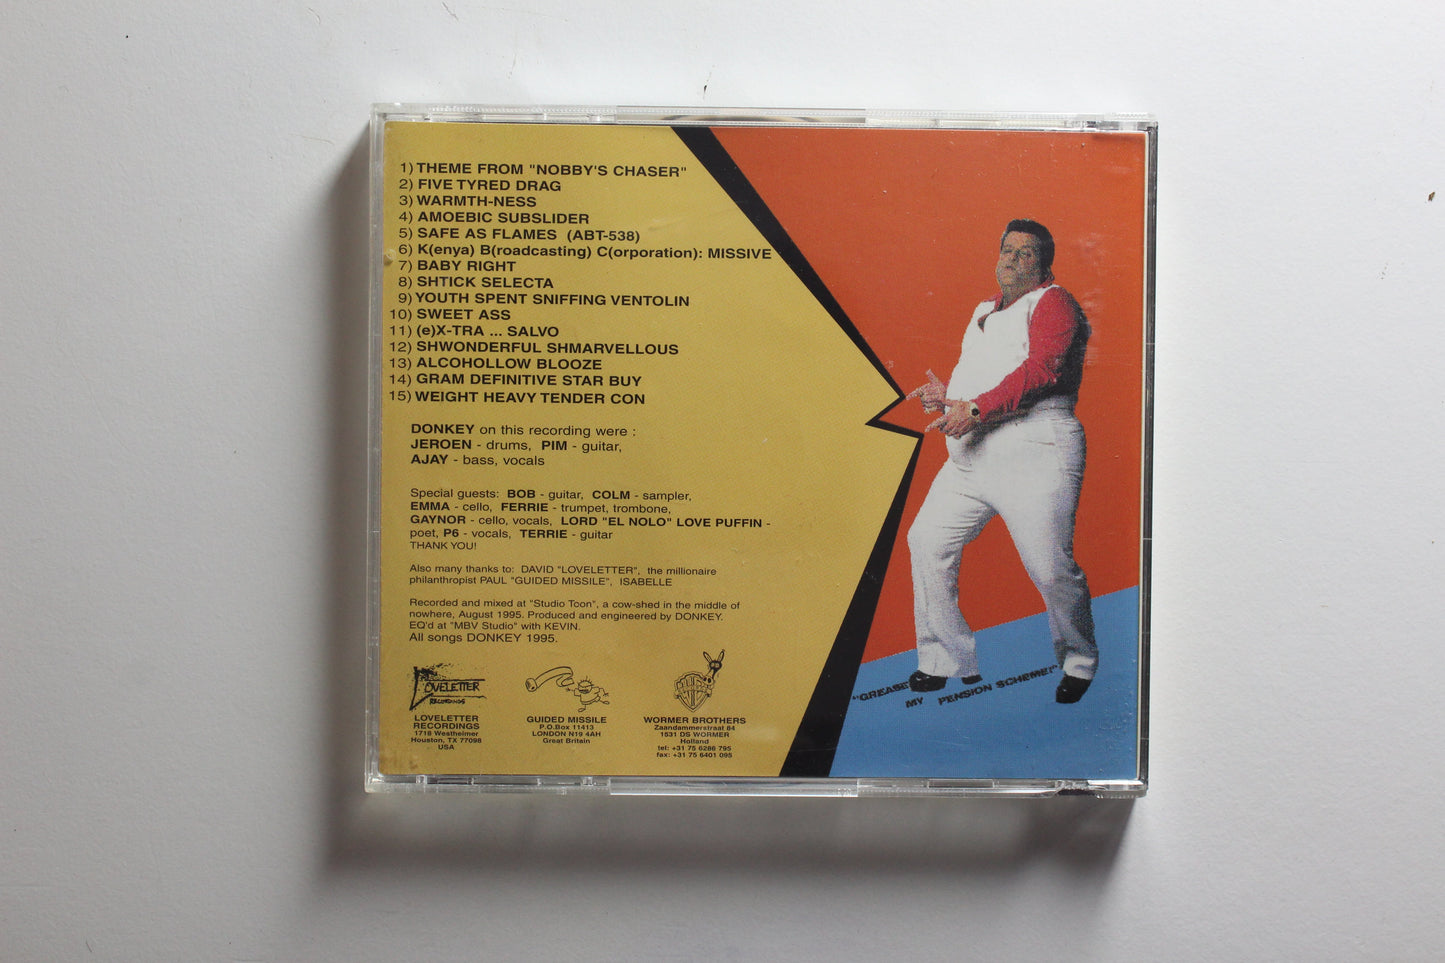 1) THEME FROM "NOBBY'S CHASER"
2) FIVE TYRED DRAG
3) WARMTH-NESS
4) AMOEBIC SUBSLIDER
5) SAFE AS FLAMES (ABT-538)
6) K(enya) B(roadcasting) C(orporation): MISSIVE
7) BABY RIGHT
8) SHTICK SELECTA
9) YOUTH SPENT SNIFFING VENTOLIN
10) SWEET ASS
11) (e)X-TRA ... SALVO
12) SHWONDERFUL SHMARVELLOUS
13) ALCOHOLLOW BLOOZE
14) GRAM DEFINITIVE STAR BUY
15) WEIGHT HEAVY TENDER CON
DONKEY on this recording were :
JEROEN - drums, PIM - guitar,
AJAY - bass, vocals
Special guests: BOB - guitar, COLM - sampler,
EMMA - cello, FERRIE - trumpet, trombone,
GAYNOR - cello, vocals, LORD "EL NOLO" LOVE PUFFIN -
poet, P6 - vocals, TERRIE - guitar
THANK YOU!
Also many thanks to: DAVID "LOVELETTER", the millionaire
philanthropist PAUL "GUIDED MISSILE", ISABELLE
Recorded and mixed at "Studio Toon", a cow-shed in the middle of
nowhere, August 1995. Produced and engineered by DONKEY.
EQ'd at "MBV Studio" with KEVIN.
All songs DONKEY 1995.
LOVELETTER
RECORDINGS
LOVELETTER
RECORDINGS
1716 Westheimer
Houston, TX 77098
USA
GUIDED MISSILE
P.O.Box 11413
LONDON N19 4AH
Great Britain
WORMER BROTHERS
Zaandammerstraat 84
1531 DS WORMER
Holland
tel: +31 75 6286 795
fax: +31 75 6401 095
"GREASE
MY PENSION SCHEME!"